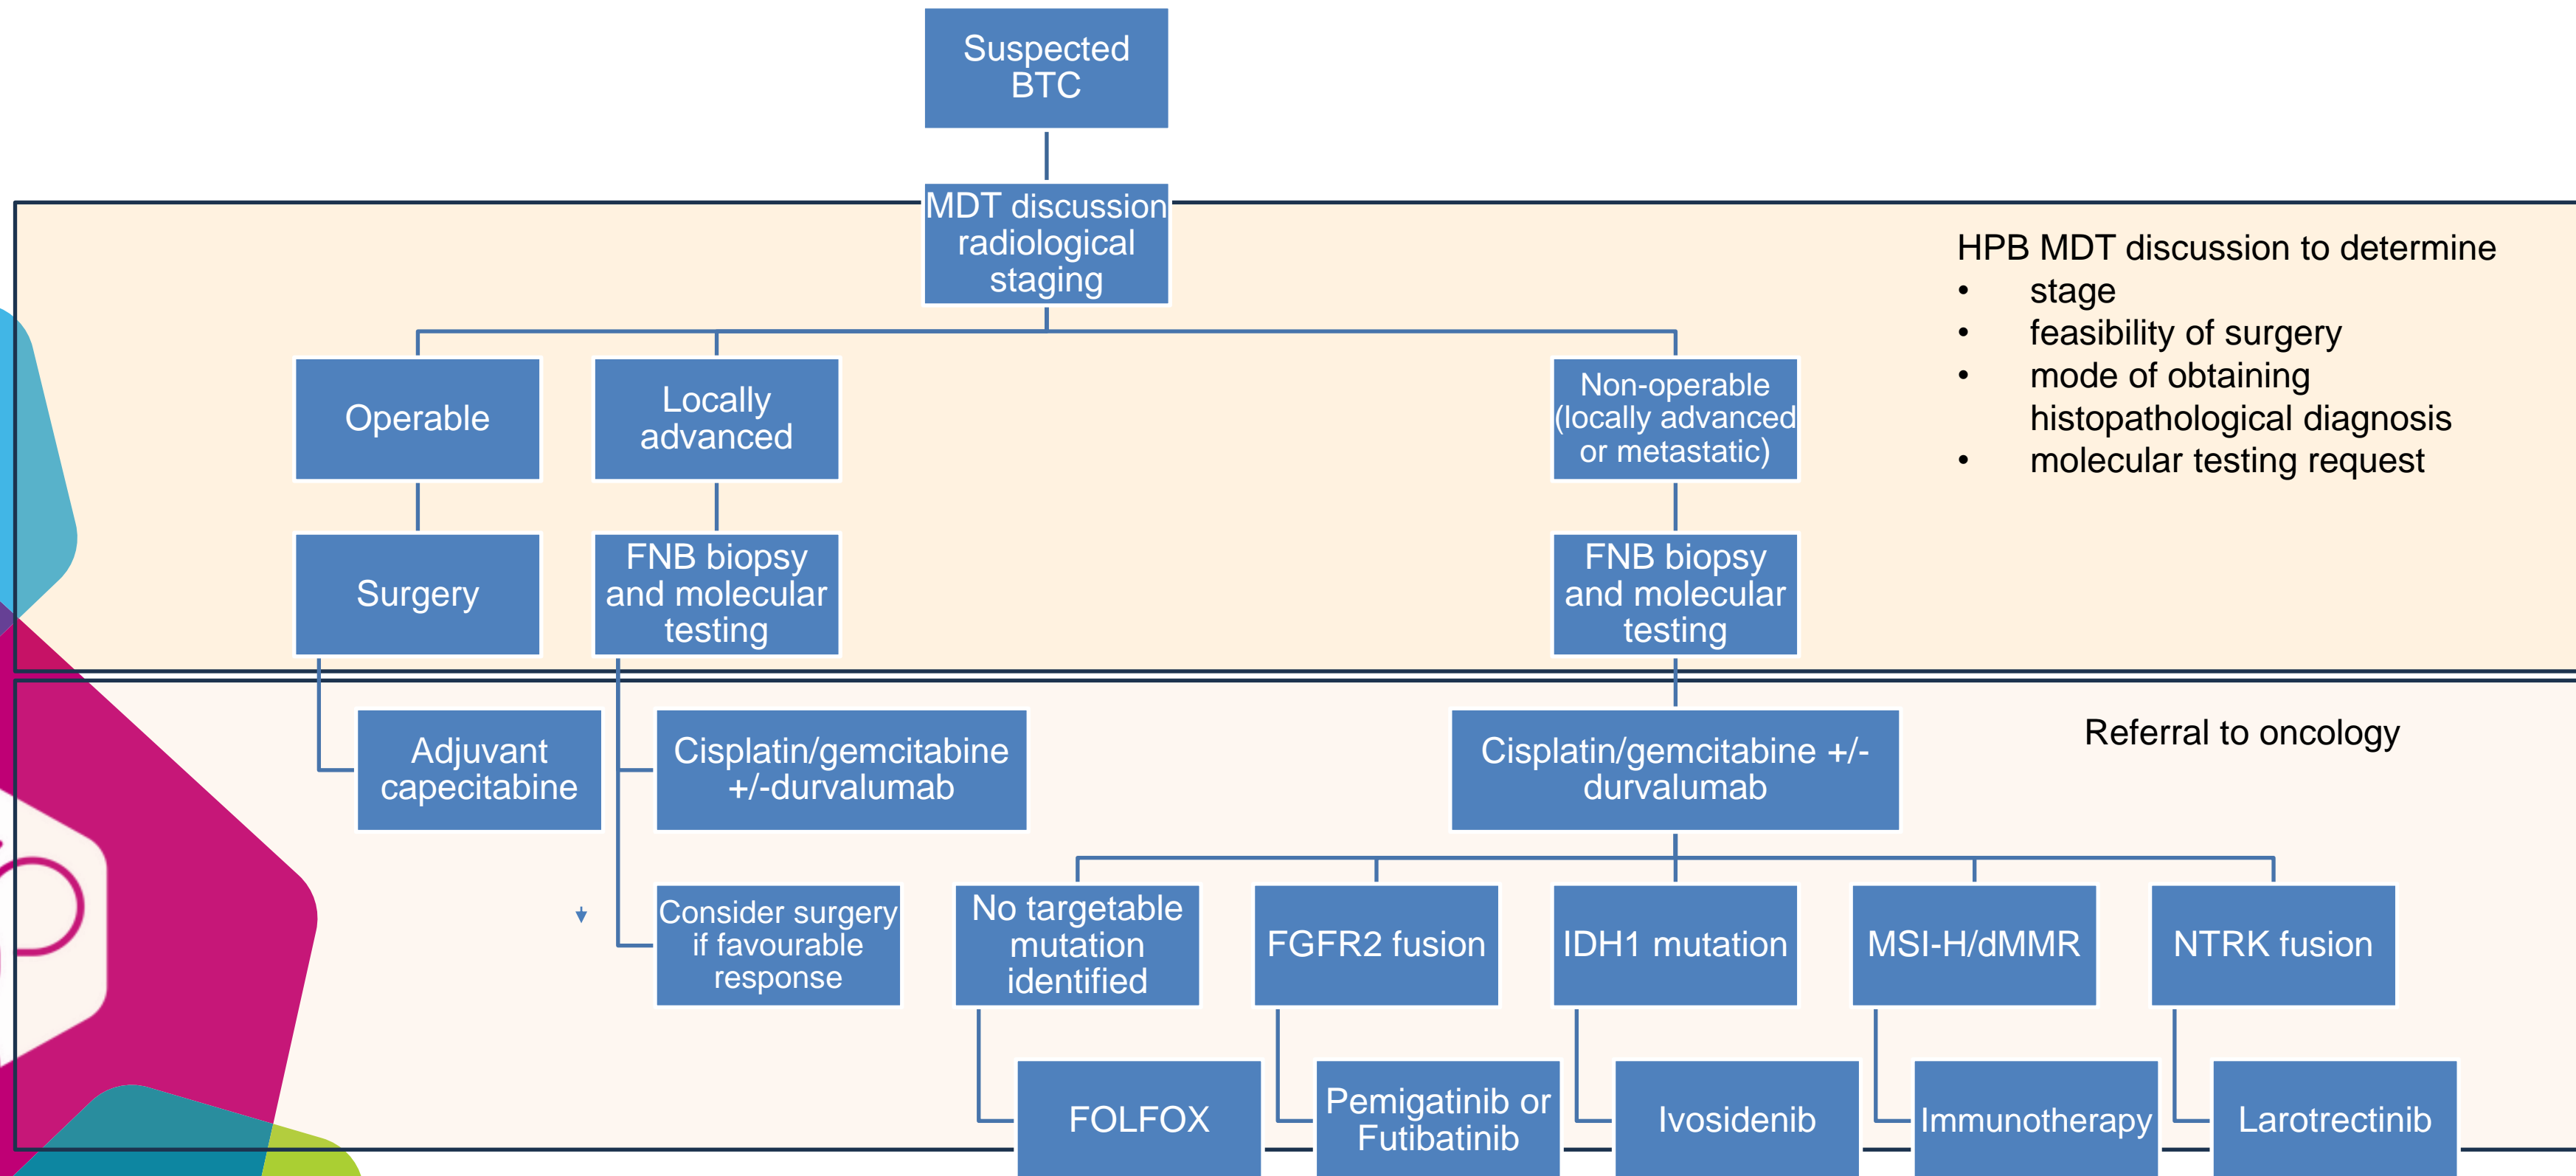 Suspected
BTC
MDT discussion
radiological
staging
HPB MDT discussion to determine
• stage
• feasibility of surgery
• mode of obtaining
histopathological diagnosis
• molecular testing request
Operable
Locally
advanced
Non-operable
(locally advanced
or metastatic)
Surgery
FNB biopsy
and molecular
testing
FNB biopsy
and molecular
testing
Referral to oncology
Adjuvant
capecitabine
Cisplatin/gemcitabine
+/-durvalumab
Cisplatin/gemcitabine +/-
durvalumab
Consider surgery
if favourable
response
No targetable
mutation
identified
FGFR2 fusion
IDH1 mutation
MSI-H/dMMR
NTRK fusion
FOLFOX
Pemigatinib or
Futibatinib
Ivosidenib
Immunotherapy
Larotrectinib